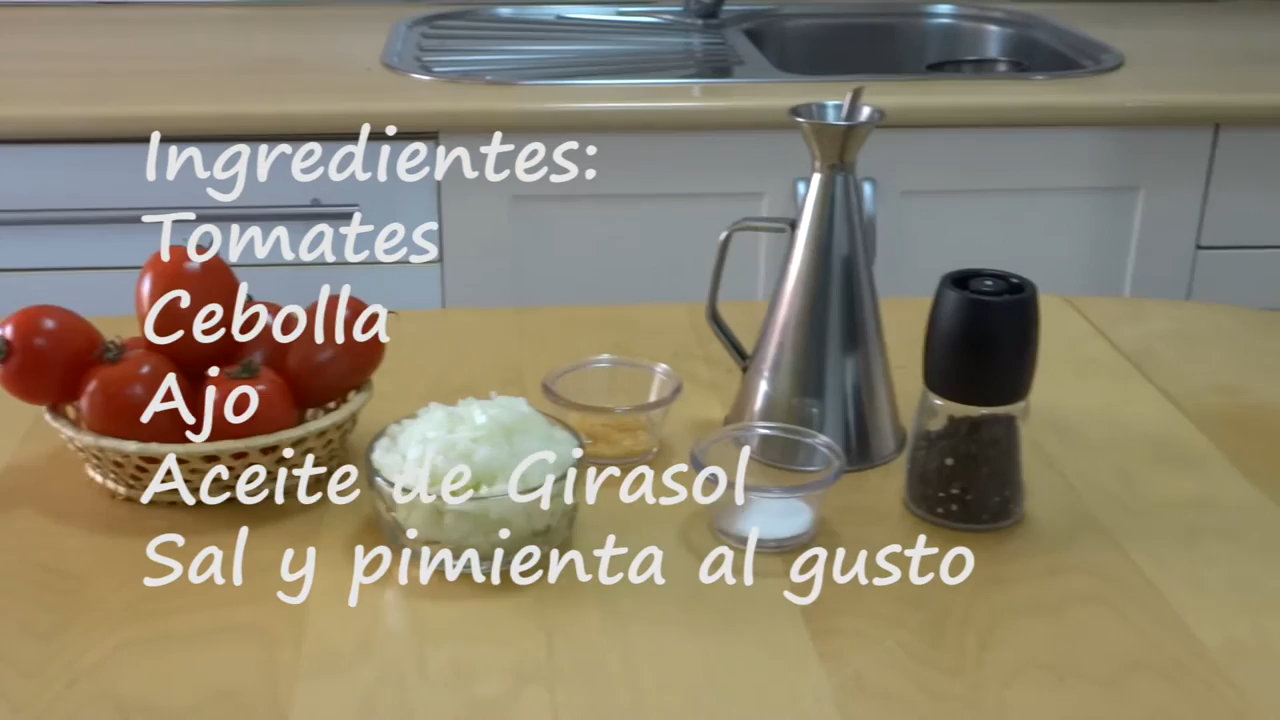 Ingredientes:
Tomates
Cebolla
Ajo
Aceite de Girasol
Sal y pimienta al gusto